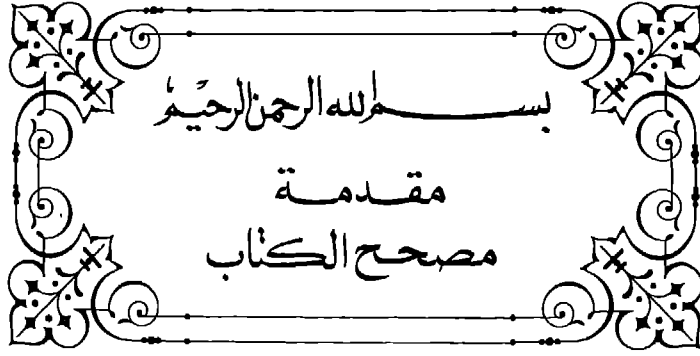 بسم الله الرحمن الرحيم
مقدمة
مصحح الكتاب